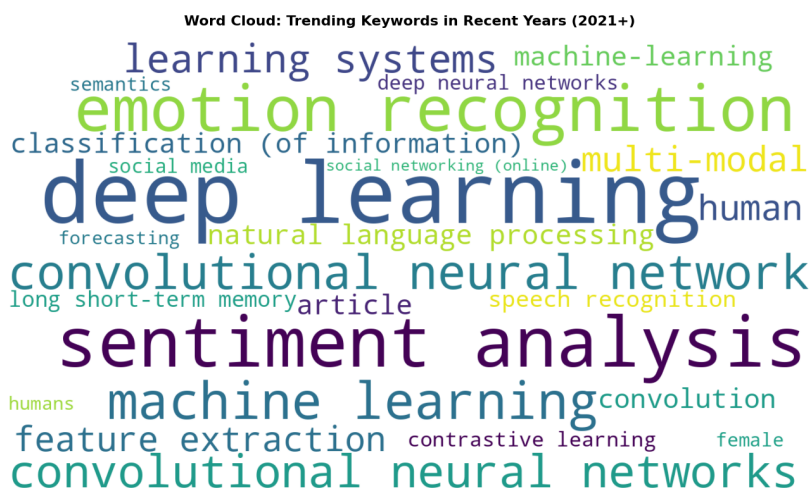 Word Cloud: Trending Keywords in Recent Years (2021+)
learning systems
machine-learning
semantics
deep neural networks
emotion recognition
classification (of information)
multi-modal
social media
social networking (online)
deep learning
human
forecasting
natural language processing
convolutional neural network
long short-term memory
article
speech recognition
sentiment analysis
machine learning
humans
convolution
feature extraction
contrastive learning
female
convolutional neural networks